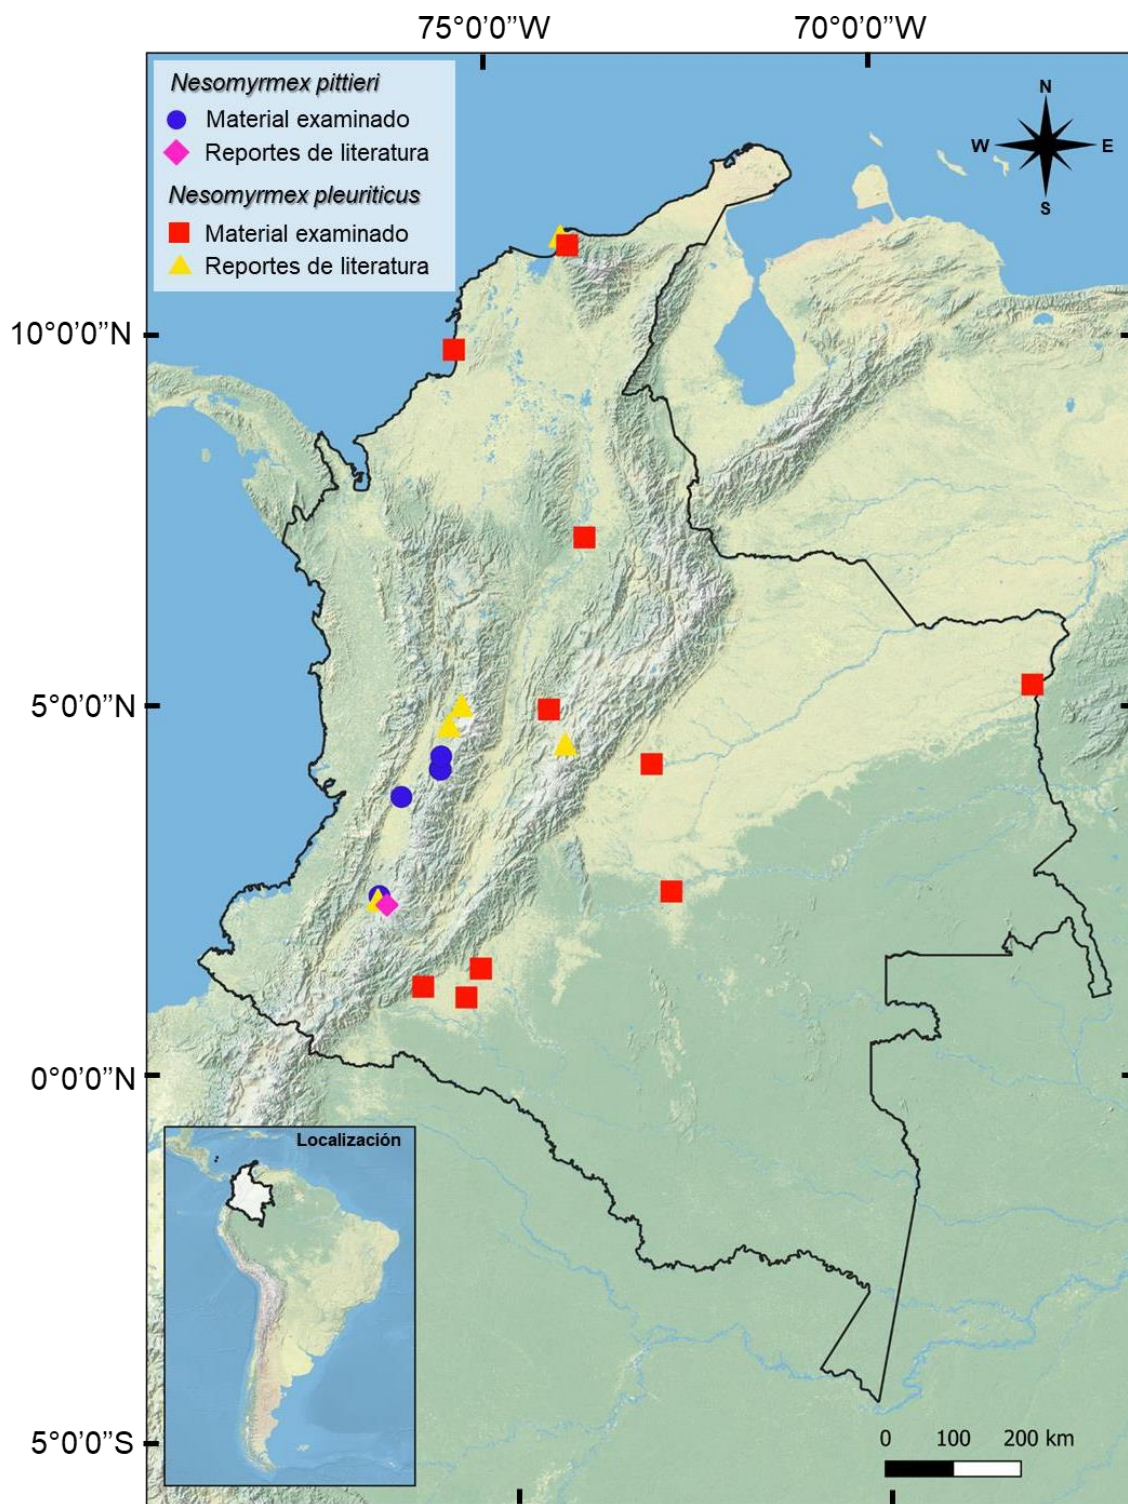 75°0'0"W
70°0'0"W
Nesomyrmex pittieri
Material examinado
Reportes de literatura
Nesomyrmex pleuriticus
Material examinado
Reportes de literatura
N
W
E
S
10°0'0"N
5°0'0"N
0°0'0"N
5°0'0"S
Localización
0 100 200 km